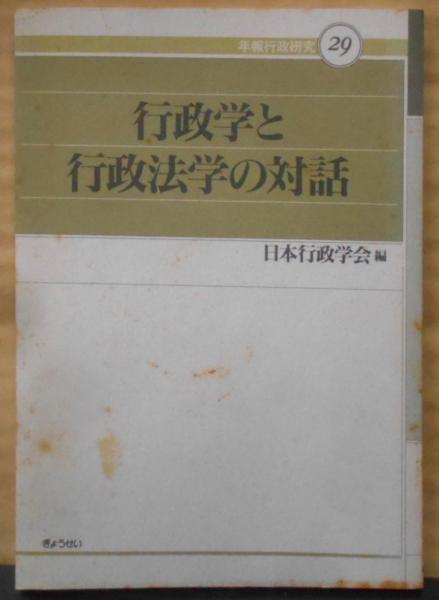 年報行政研究 29
行政学と
行政法学の対話
日本行政学会 編
ぎょうせい